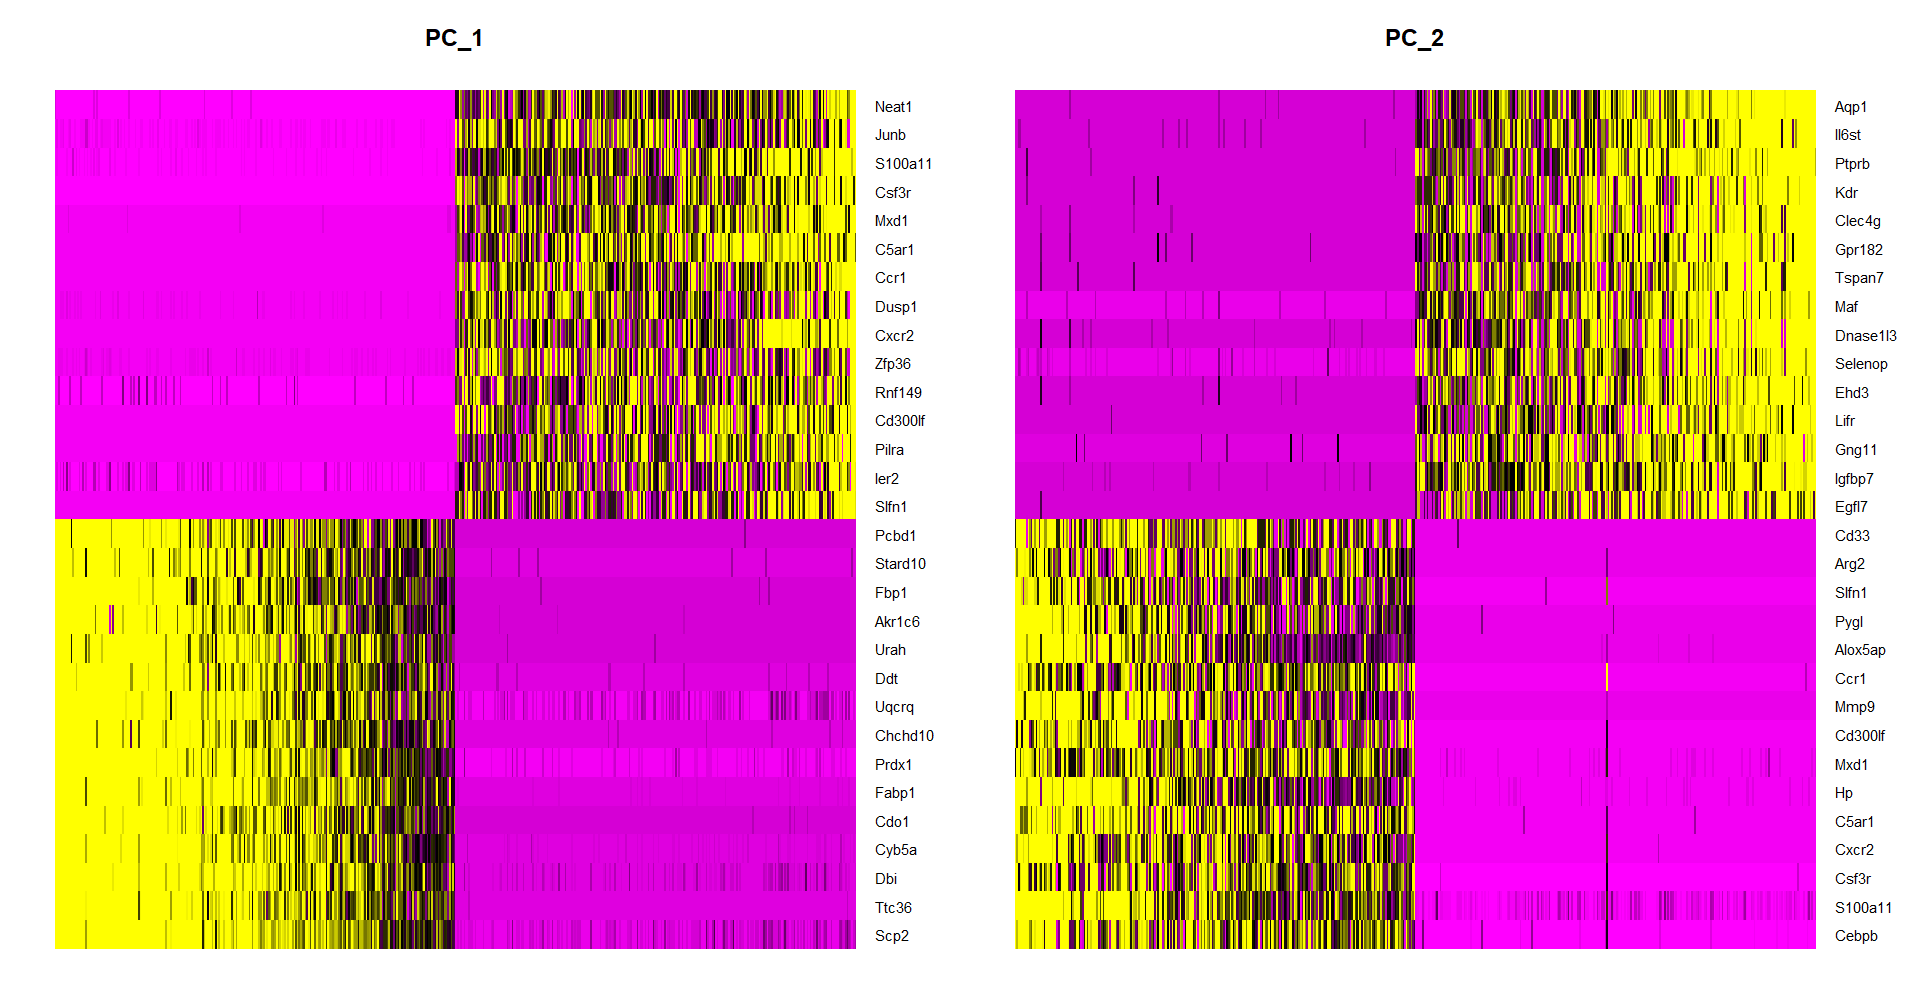 PC_1
Neat1
Junb
S100a11
Csf3r
Mxd1
C5ar1
Ccr1
Dusp1
Cxcr2
Zfp36
Rnf149
Cd300lf
Pilra
Ier2
Slfn1
Pcbd1
Stard10
Fbp1
Akr1c6
Urah
Ddt
Uqcrq
Chchd10
Prdx1
Fabp1
Cdo1
Cyb5a
Dbi
Ttc36
Scp2
PC_2
Aqp1
Il6st
Ptprb
Kdr
Clec4g
Gpr182
Tspan7
Maf
Dnase1l3
Selenop
Ehd3
Lifr
Gng11
Igfbp7
Egfl7
Cd33
Arg2
Slfn1
Pygl
Alox5ap
Ccr1
Mmp9
Cd300lf
Mxd1
Hp
C5ar1
Cxcr2
Csf3r
S100a11
Cebpb